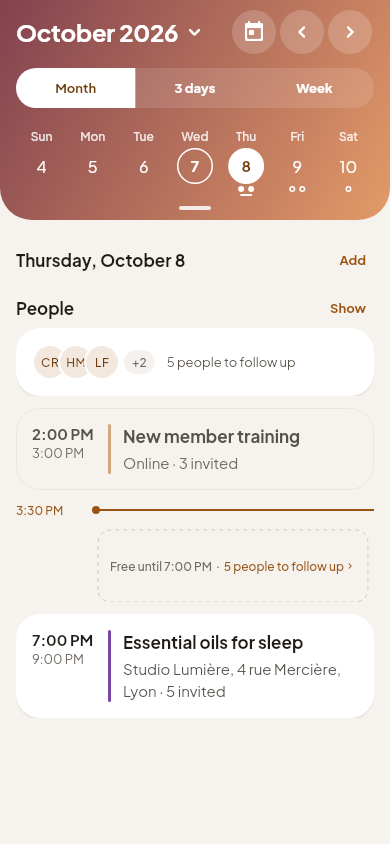 October 2026
Month 3 days Week
Sun Mon Tue Wed Thu Fri Sat
4 5 6 7 8 9 10
Thursday, October 8 Add
People Show
CR HM LF +2 5 people to follow up
2:00 PM New member training
3:00 PM Online · 3 invited
3:30 PM
Free until 7:00 PM · 5 people to follow up ›
7:00 PM Essential oils for sleep
9:00 PM Studio Lumière, 4 rue Mercière,
Lyon · 5 invited